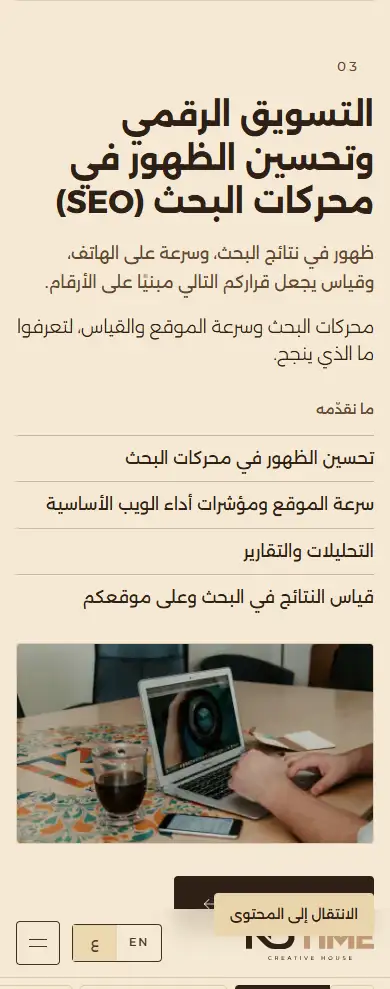 03
التسويق الرقمي
وتحسين الظهور في
محركات البحث (SEO)
ظهور في نتائج البحث، وسرعة على الهاتف،
وقياس يجعل قراركم التالي مبنيًا على الأرقام.
محركات البحث وسرعة الموقع والقياس، لتعرفوا
ما الذي ينجح.
ما نقدّمه
تحسين الظهور في محركات البحث
سرعة الموقع ومؤشرات أداء الويب الأساسية
التحليلات والتقارير
قياس النتائج في البحث وعلى موقعكم
الانتقال إلى المحتوى
TIME
CREATIVE HOUSE
EN
ع